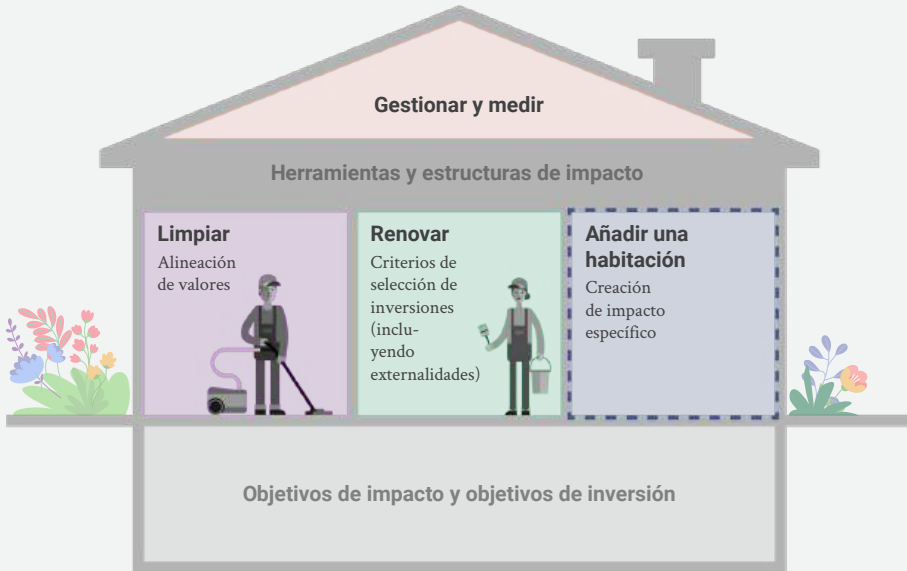 Gestionar y medir
Herramientas y estructuras de impacto
Limpiar
Alineación
de valores
Renovar
Criterios de
selección de
inversiones
(inclu-
yendo
externalidades)
Añadir una
habitación
Creación
de impacto
específico
Objetivos de impacto y objetivos de inversión